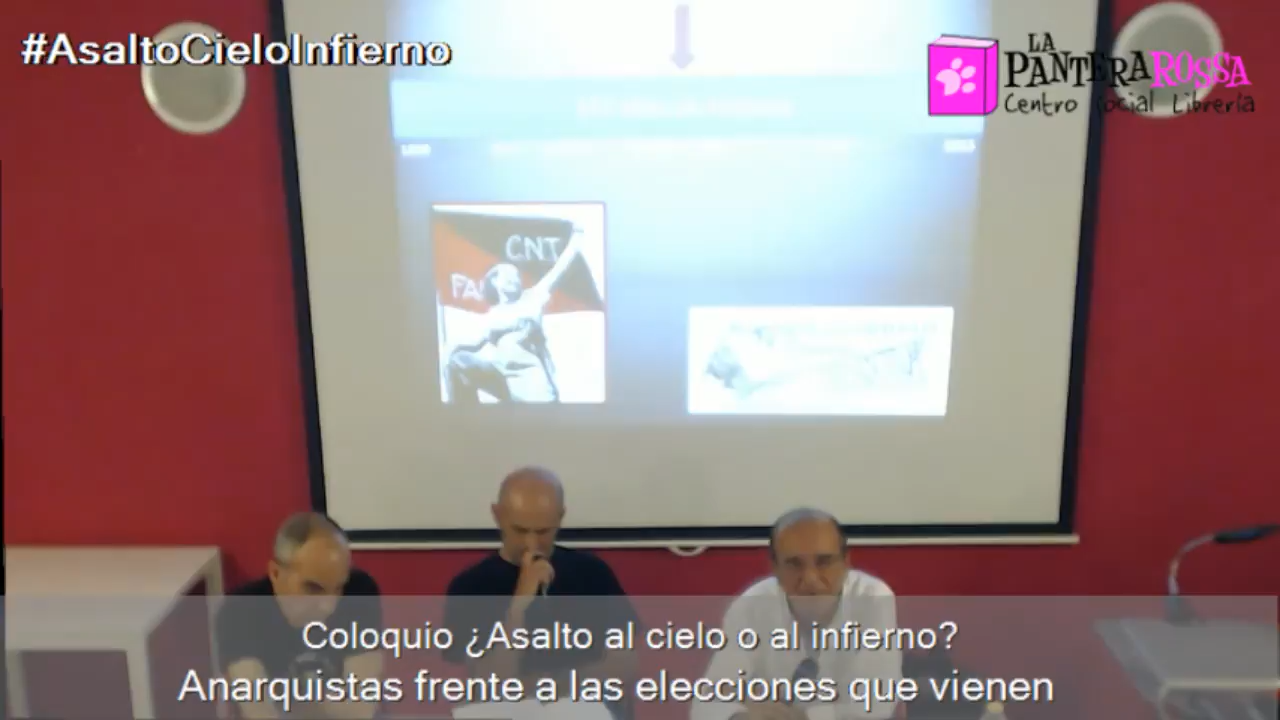 #AsaltoCieloInfierno
LA
PANTERA ROSSA
Centro Social Librería
CNT
FAI
Coloquio ¿Asalto al cielo o al infierno?
Anarquistas frente a las elecciones que vienen